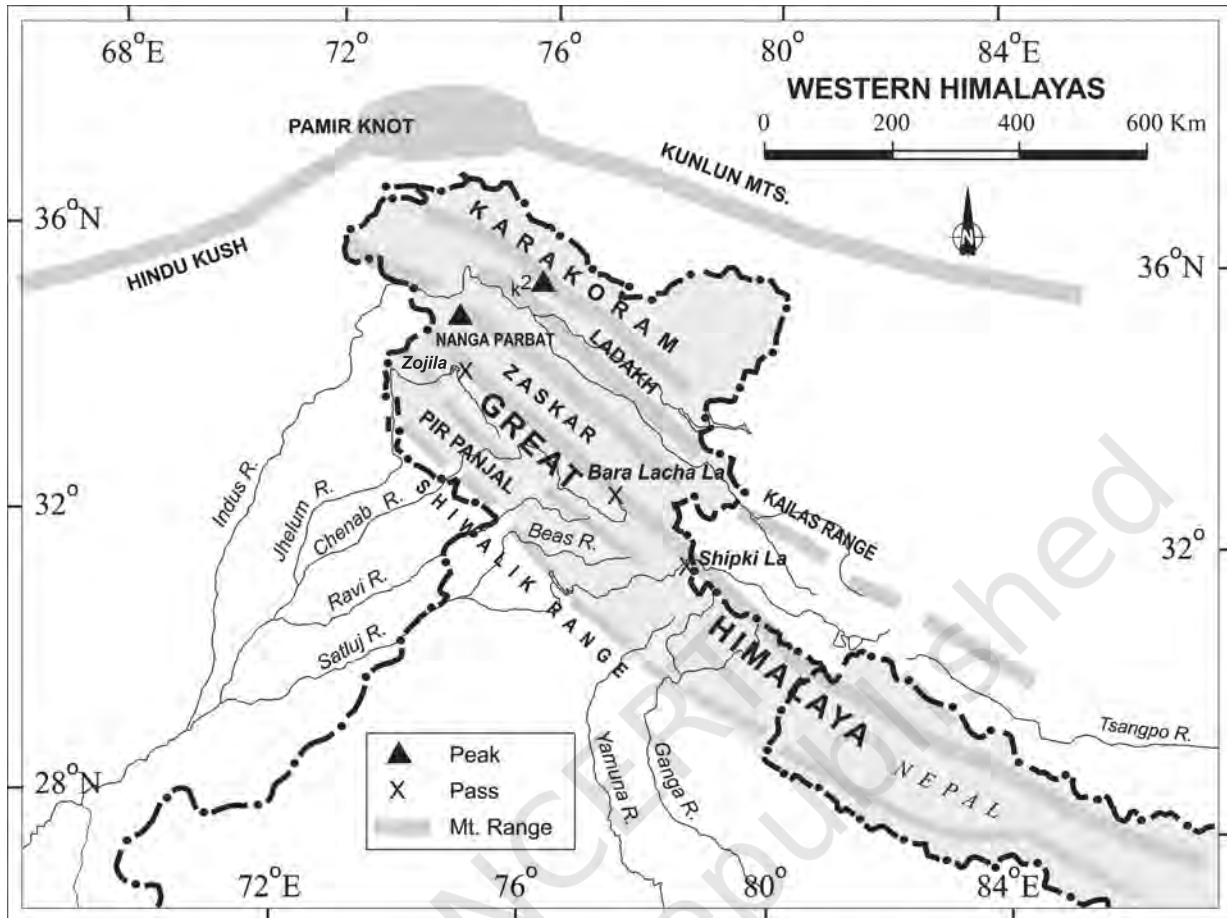 68°E
72°
76°
80°
84°E
WESTERN HIMALAYAS
0 200 400 600 Km
PAMIR KNOT
KUNLUN MTS.
HINDU KUSH
36°N
36°N
N
KARAKORAM
k2
NANGA PARBAT
LADAKH
Zojila
ZASKAR
GREAT
PIR PANJAL
Bara Lacha La
Indus R.
Jhelum R.
Chenab R.
32°
32°
SHIWALIK RANGE
Beas R.
KAILAS RANGE
Shipki La
Ravi R.
Satluj R.
HIMALAYA
Yamuna R.
Ganga R.
Tsangpo R.
NEPAL
28°N
28°N
Peak
X Pass
Mt. Range
72°E
76°
80°
84°E
NCERT
published